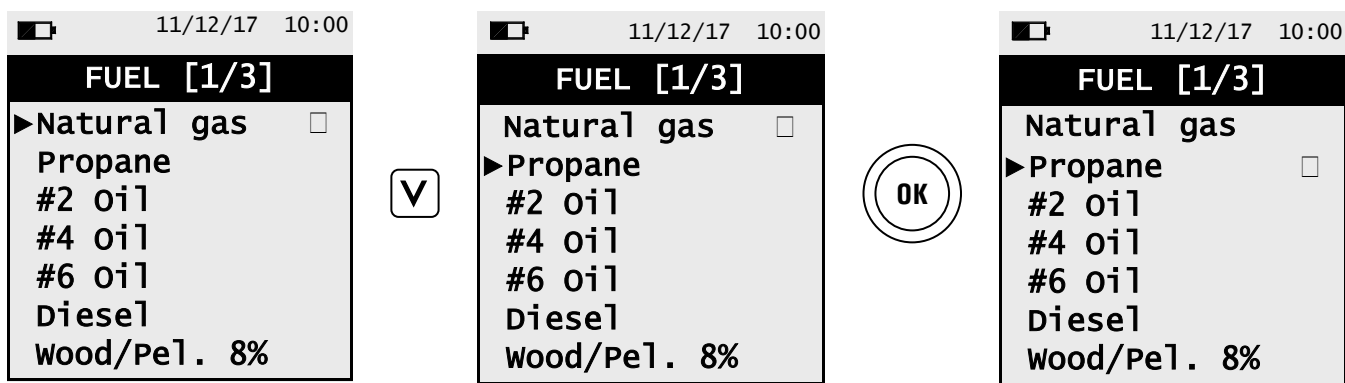 11/12/17 10:00
FUEL [1/3]
►Natural gas □
Propane
#2 Oil
#4 Oil
#6 Oil
Diesel
Wood/Pel. 8%
V
11/12/17 10:00
FUEL [1/3]
Natural gas □
►Propane
#2 Oil
#4 Oil
#6 Oil
Diesel
Wood/Pel. 8%
OK
11/12/17 10:00
FUEL [1/3]
Natural gas
►Propane □
#2 Oil
#4 Oil
#6 Oil
Diesel
Wood/Pel. 8%